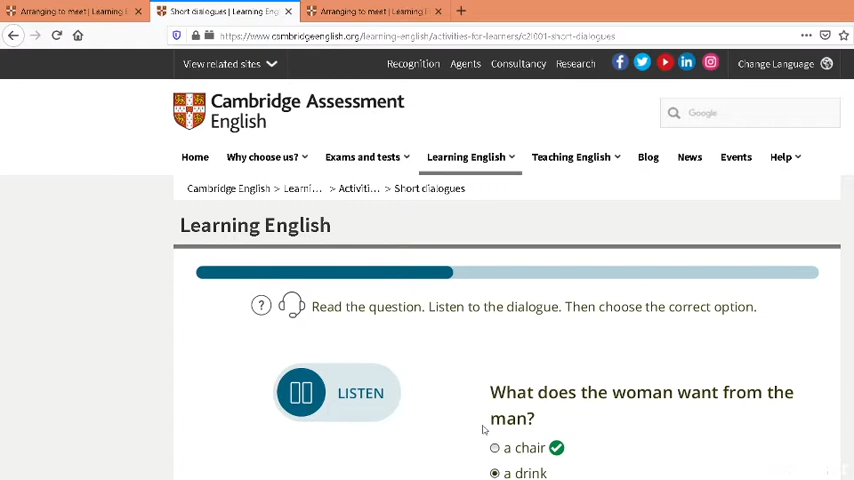 Arranging to meet | Learning E
Short dialogues | Learning Eng
Arranging to meet | Learning E
https://www.cambridgeenglish.org/learning-english/activities-for-learners/c2l001-short-dialogues
View related sites
Recognition Agents Consultancy Research
Change Language
Cambridge Assessment
English
Google
Home Why choose us? Exams and tests Learning English Teaching English Blog News Events Help
Cambridge English > Learni... > Activiti... > Short dialogues
Learning English
? Read the question. Listen to the dialogue. Then choose the correct option.
LISTEN
What does the woman want from the
man?
a chair
a drink